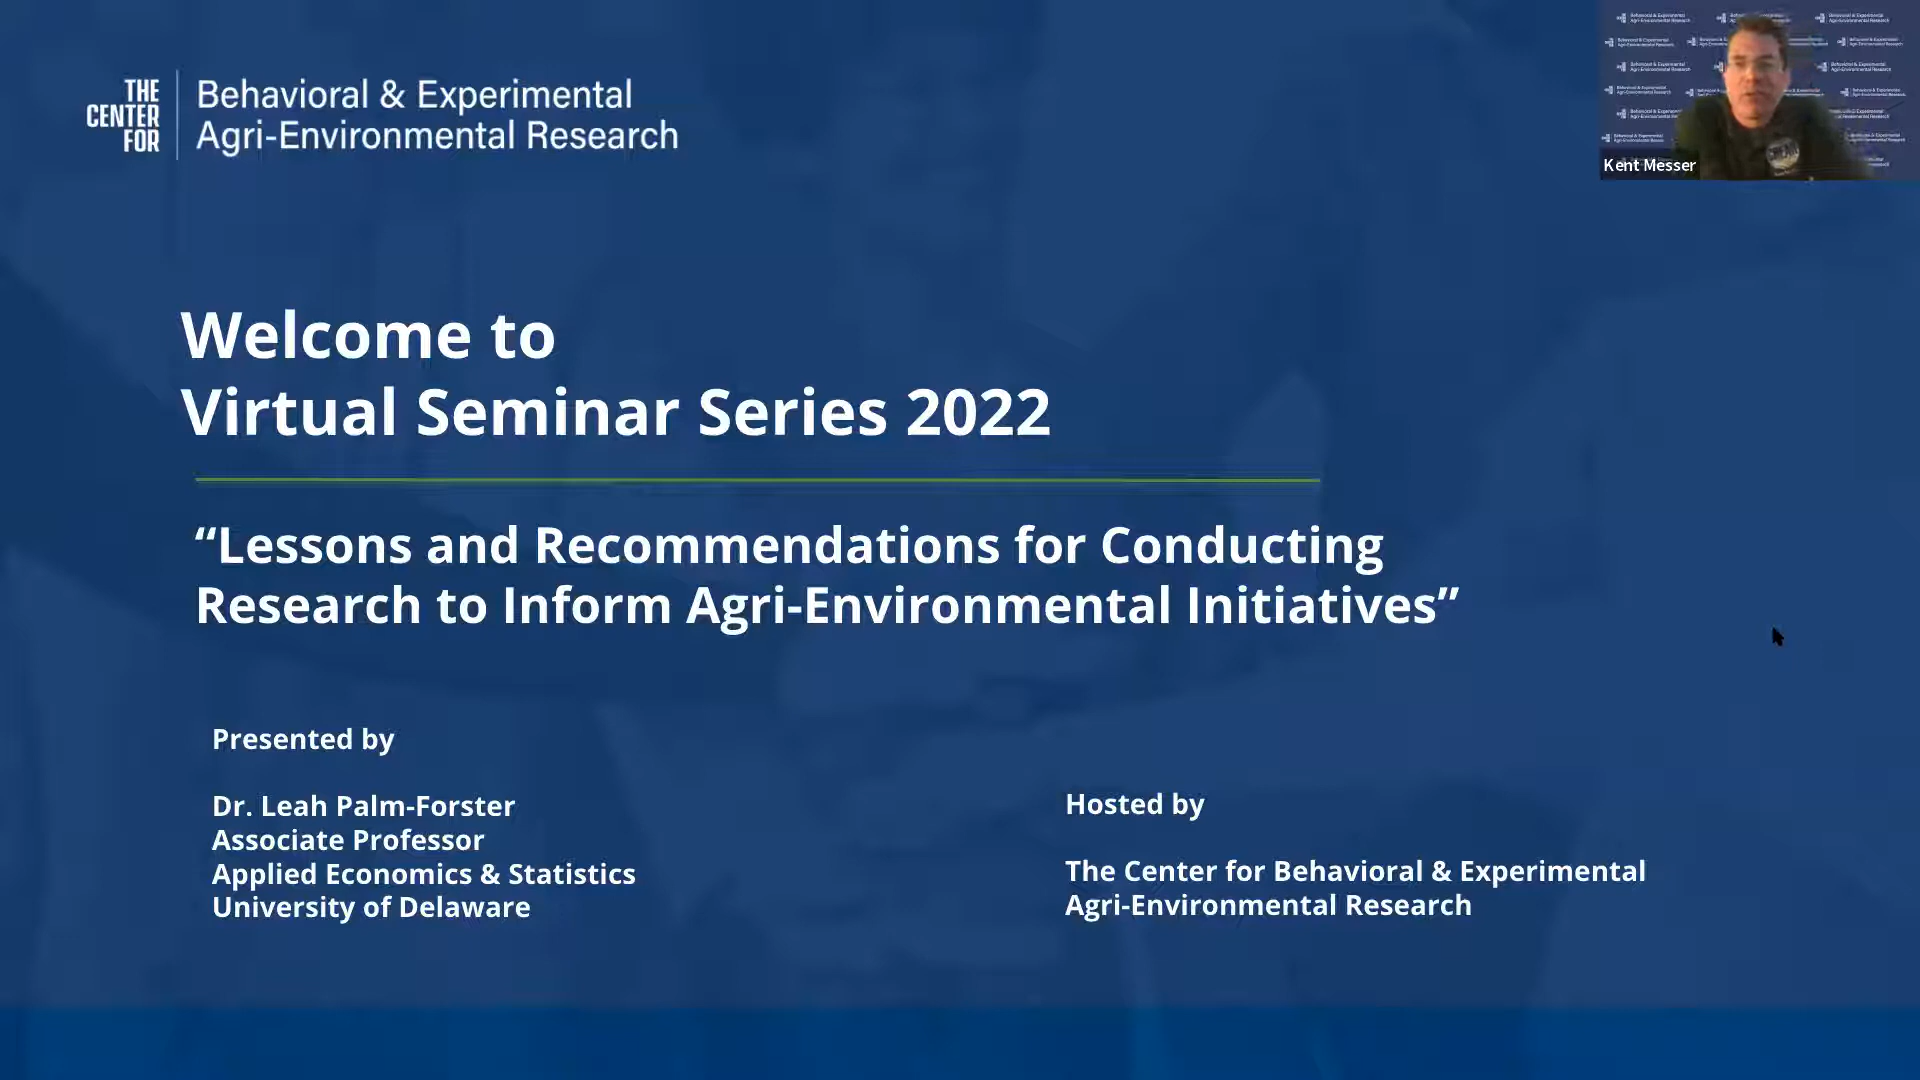 THE
CENTER
FOR
Behavioral & Experimental
Agri-Environmental Research
Kent Messer
Welcome to
Virtual Seminar Series 2022
“Lessons and Recommendations for Conducting
Research to Inform Agri-Environmental Initiatives”
Presented by
Dr. Leah Palm-Forster
Associate Professor
Applied Economics & Statistics
University of Delaware
Hosted by
The Center for Behavioral & Experimental
Agri-Environmental Research